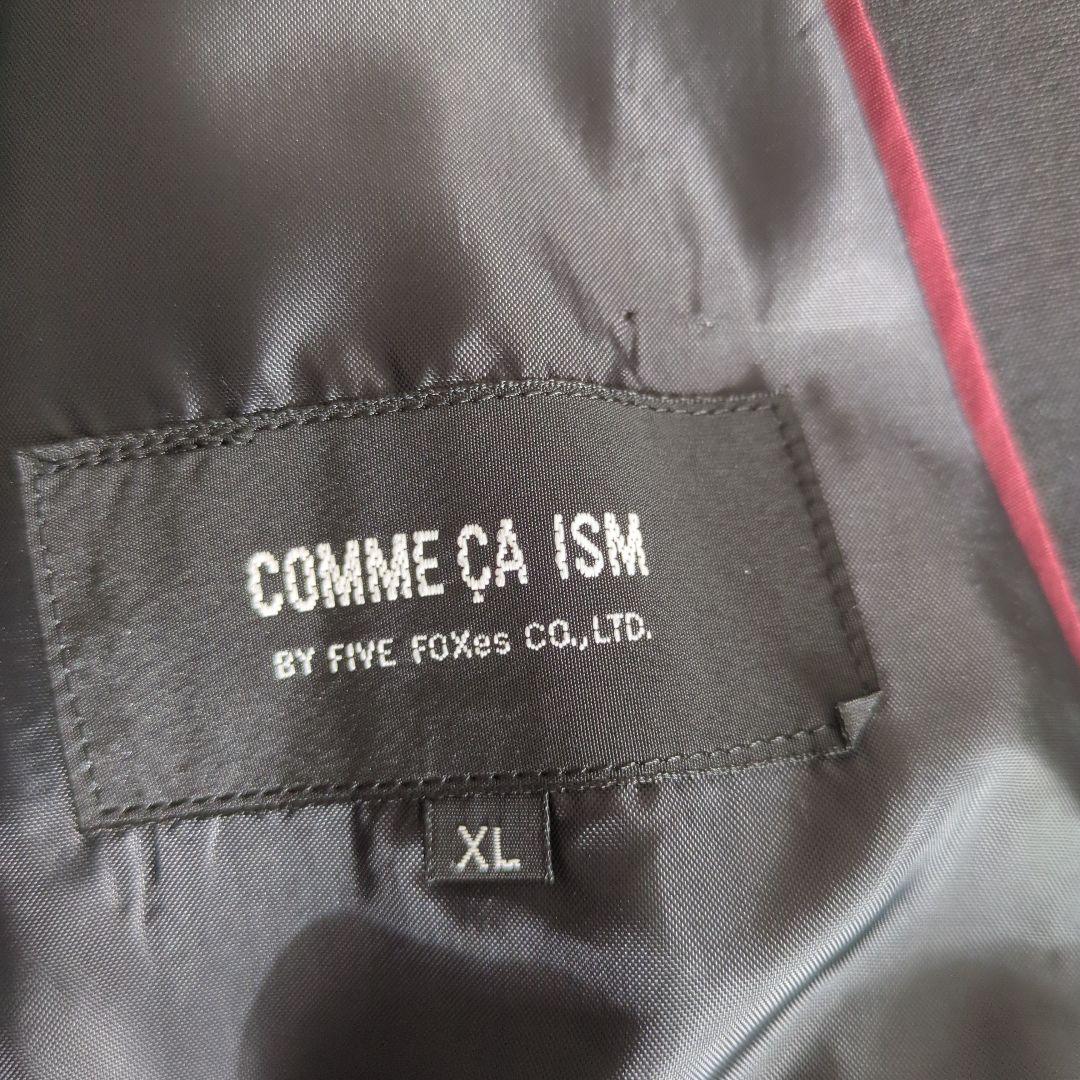 COMME ÇA ISM
BY FIVE FOXes CO., LTD.
XL